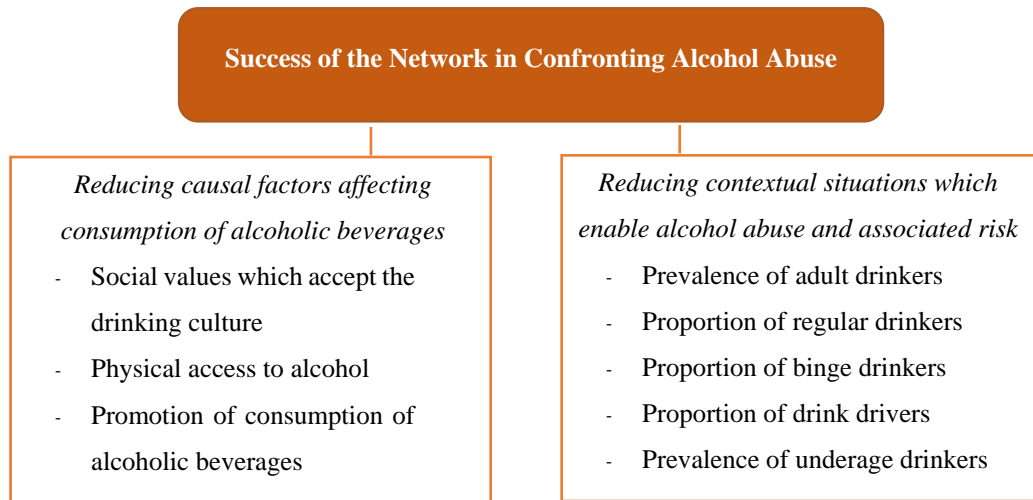 Success of the Network in Confronting Alcohol Abuse
Reducing causal factors affecting
consumption of alcoholic beverages
- Social values which accept the
drinking culture
- Physical access to alcohol
- Promotion of consumption of
alcoholic beverages
Reducing contextual situations which
enable alcohol abuse and associated risk
- Prevalence of adult drinkers
- Proportion of regular drinkers
- Proportion of binge drinkers
- Proportion of drink drivers
- Prevalence of underage drinkers